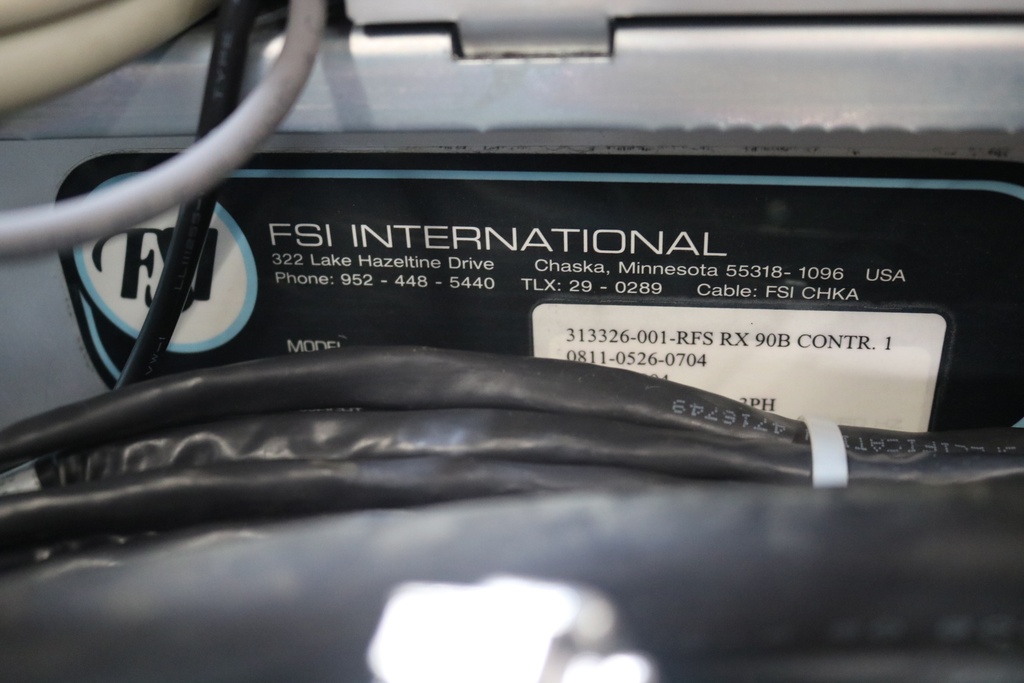 FSI
FSI INTERNATIONAL
322 Lake Hazeltine Drive Chaska, Minnesota 55318- 1096 USA
Phone: 952 - 448 - 5440 TLX: 29 - 0289 Cable: FSI CHKA
MODEL
313326-001-RFS RX 90B CONTR. 1
0811-0526-0704
3PH
4716749